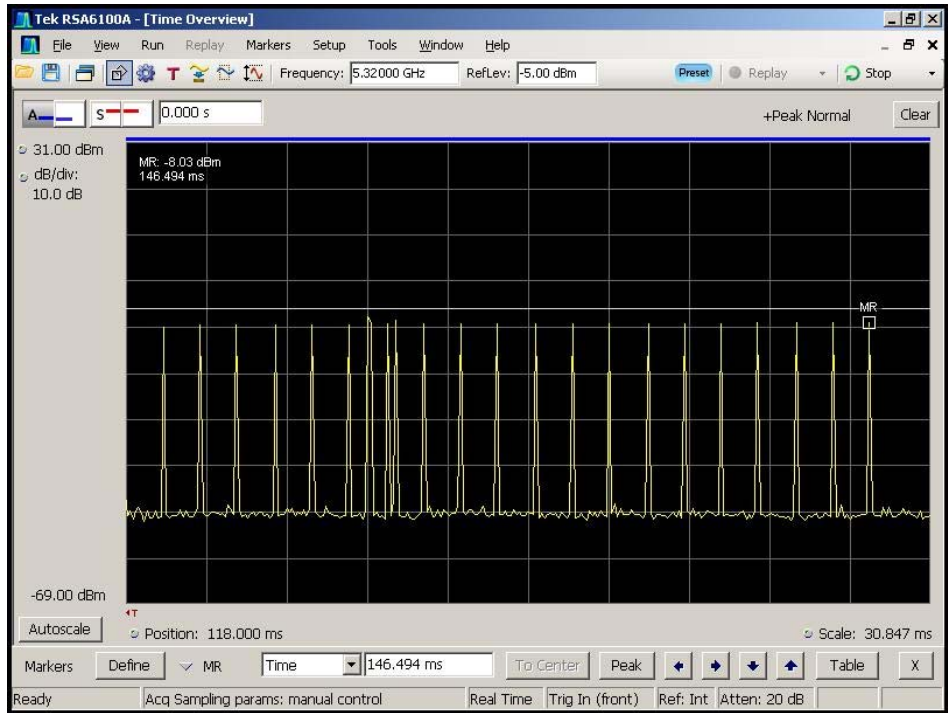 Tek RSA6100A - [Time Overview]
File View Run Replay Markers Setup Tools Window Help
Frequency: 5.32000 GHz RefLev: -5.00 dBm Preset Replay Stop
A S 0.000 s +Peak Normal Clear
31.00 dBm
dB/div:
10.0 dB
MR: -8.03 dBm
146.494 ms
MR
-69.00 dBm
T
Autoscale Position: 118.000 ms Scale: 30.847 ms
Markers Define MR Time 146.494 ms To Center Peak Table X
Ready Acq Sampling params: manual control Real Time Trig In (front) Ref: Int Atten: 20 dB